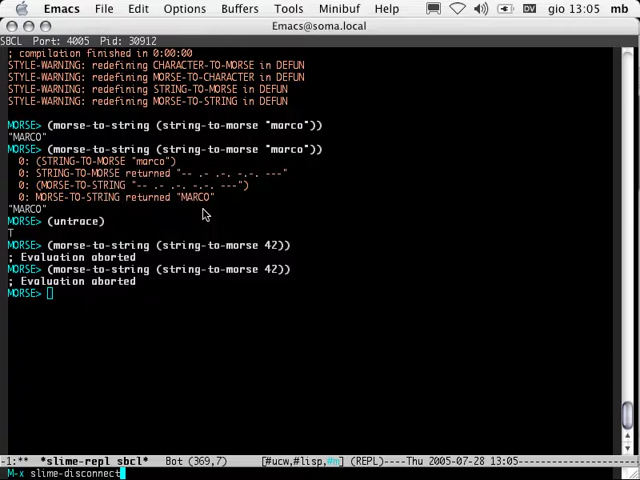 Emacs File Edit Options Buffers Tools Minibuf Help DV gio 13:05 mb
Emacs@soma.local
SBCL Port: 4005 Pid: 30912
; compilation finished in 0:00:00
STYLE-WARNING: redefining CHARACTER-TO-MORSE in DEFUN
STYLE-WARNING: redefining MORSE-TO-CHARACTER in DEFUN
STYLE-WARNING: redefining STRING-TO-MORSE in DEFUN
STYLE-WARNING: redefining MORSE-TO-STRING in DEFUN
MORSE> (morse-to-string (string-to-morse "marco"))
"MARCO"
MORSE> (morse-to-string (string-to-morse "marco"))
0: (STRING-TO-MORSE "marco")
0: STRING-TO-MORSE returned "-- .- .-. -.-. ---"
0: (MORSE-TO-STRING "-- .- .-. -.-. ---")
0: MORSE-TO-STRING returned "MARCO"
"MARCO"
MORSE> (untrace)
T
MORSE> (morse-to-string (string-to-morse 42))
; Evaluation aborted
MORSE> (morse-to-string (string-to-morse 42))
; Evaluation aborted
MORSE>
-1:** *slime-repl sbcl* Bot (369,7) [#ucw,#lisp,#m] (REPL)----Thu 2005-07-28 13:05------
M-x slime-disconnect